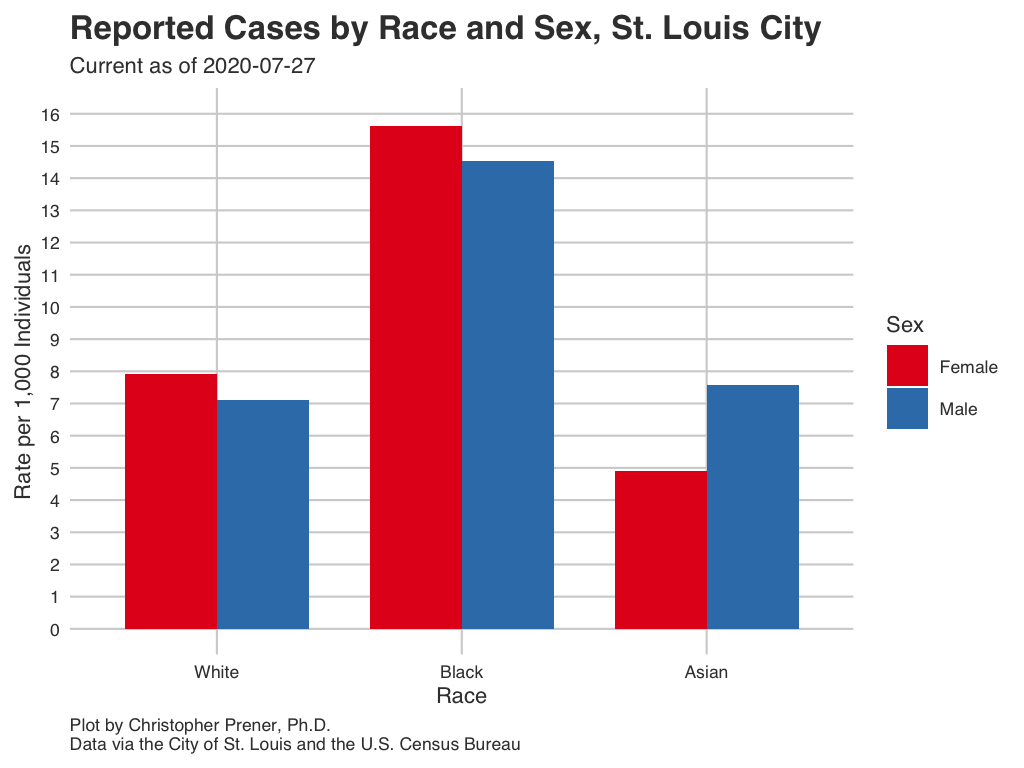 Reported Cases by Race and Sex, St. Louis City
Current as of 2020-07-27
Rate per 1,000 Individuals
16
15
14
13
12
11
10
9
8
7
6
5
4
3
2
1
0
White Black Asian
Race
Sex
Female
Male
Plot by Christopher Prener, Ph.D.
Data via the City of St. Louis and the U.S. Census Bureau